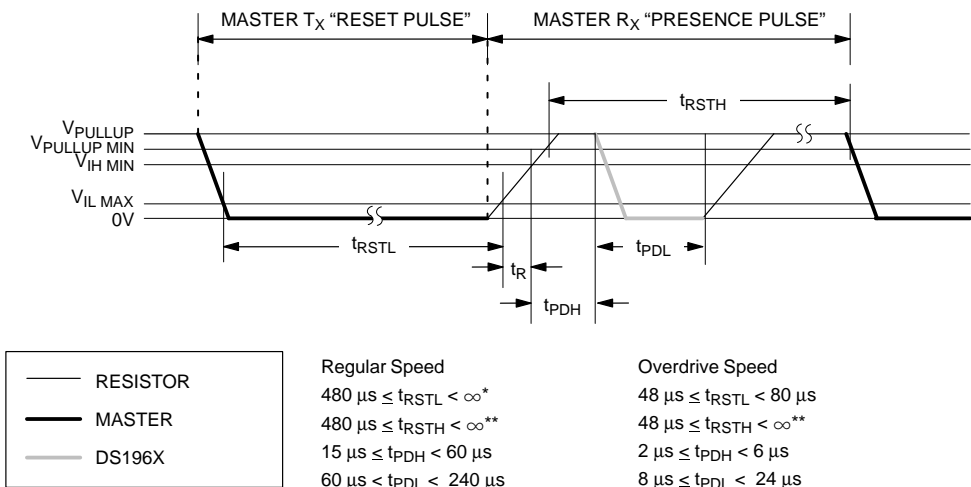 MASTER TX “RESET PULSE” MASTER RX “PRESENCE PULSE”
tRSTH
VPULLUP
VPULLUP MIN
VIH MIN
VIL MAX
0V
tRSTL
tPDL
tR
tPDH
RESISTOR
MASTER
DS196X
Regular Speed
480 μs ≤ tRSTL < ∞*
480 μs ≤ tRSTH < ∞**
15 μs ≤ tPDH < 60 μs
60 μs ≤ tPDL < 240 μs
Overdrive Speed
48 μs ≤ tRSTL < 80 μs
48 μs ≤ tRSTH < ∞**
2 μs ≤ tPDH < 6 μs
8 μs ≤ tPDL < 24 μs